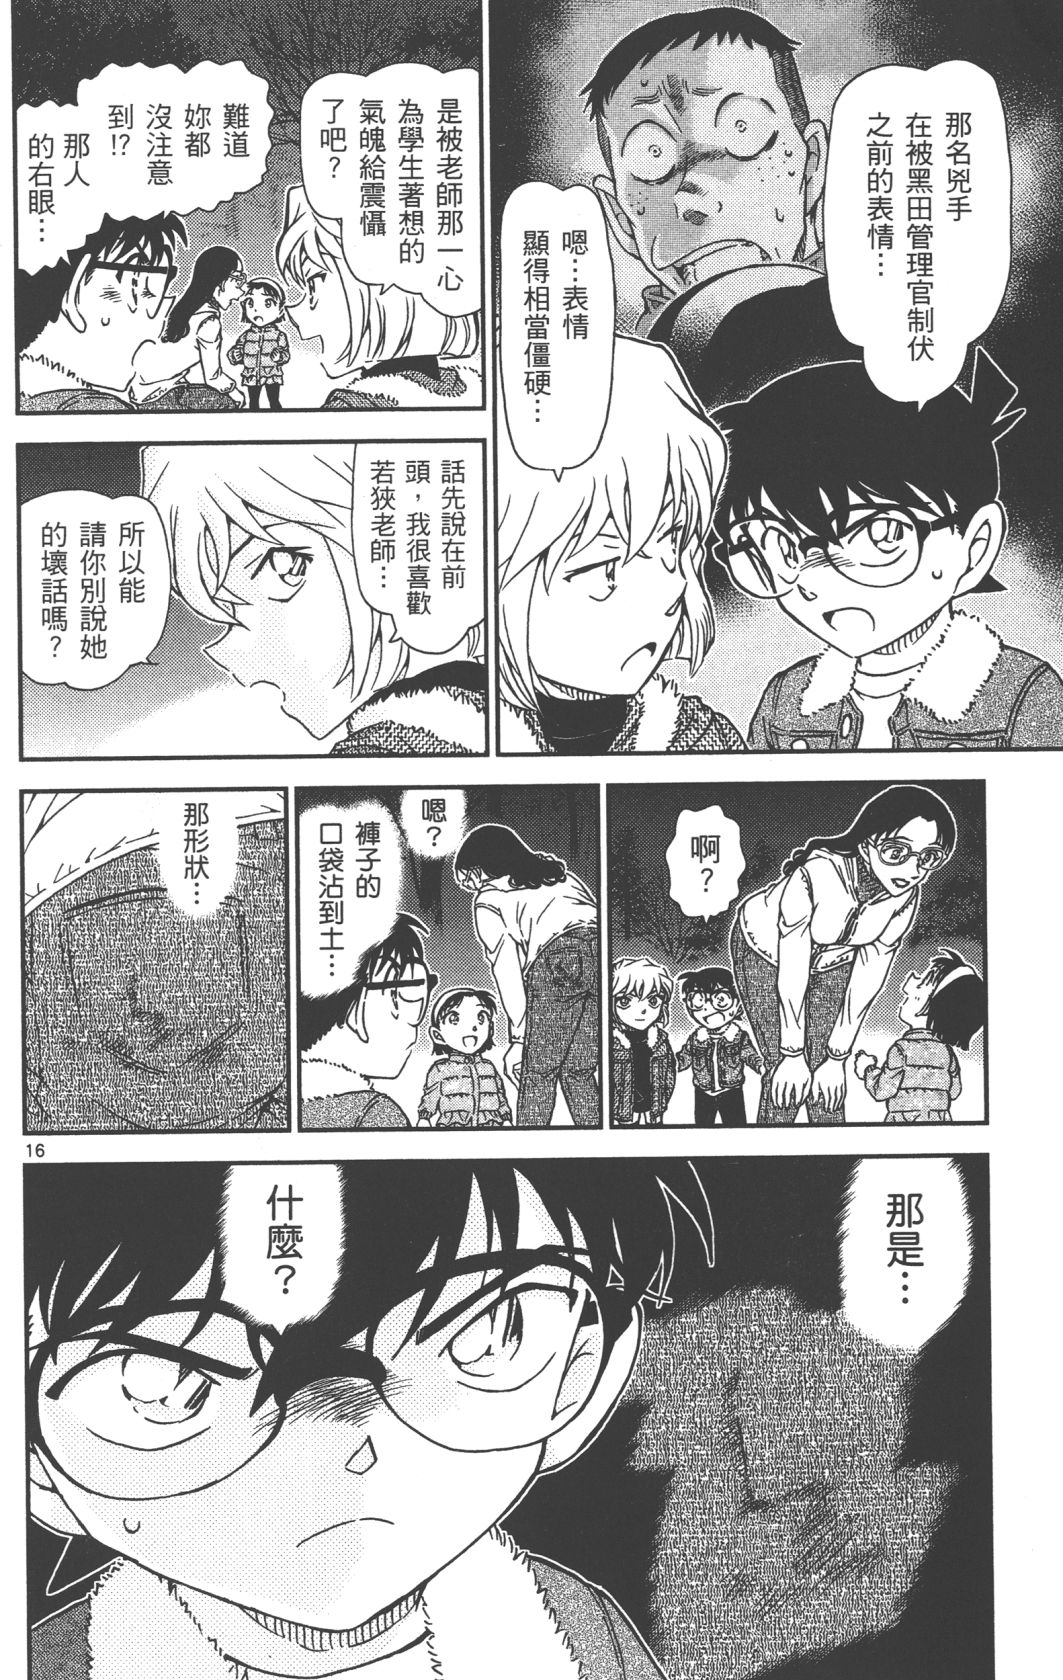 那名兇手
在被黑田管理官制伏
之前的表情…
嗯…表情
顯得相當僵硬…
是被老師那一心
為學生著想的
氣魄給震懾
了吧？
難道
妳都
沒注意
到!?
那人
的右眼…
話先說在前
頭，我很喜歡
若狹老師…
所以能
請你別說她
的壞話嗎？
啊？
嗯？
褲子的
口袋沾到土…
那形狀…
16
那是…
什麼？